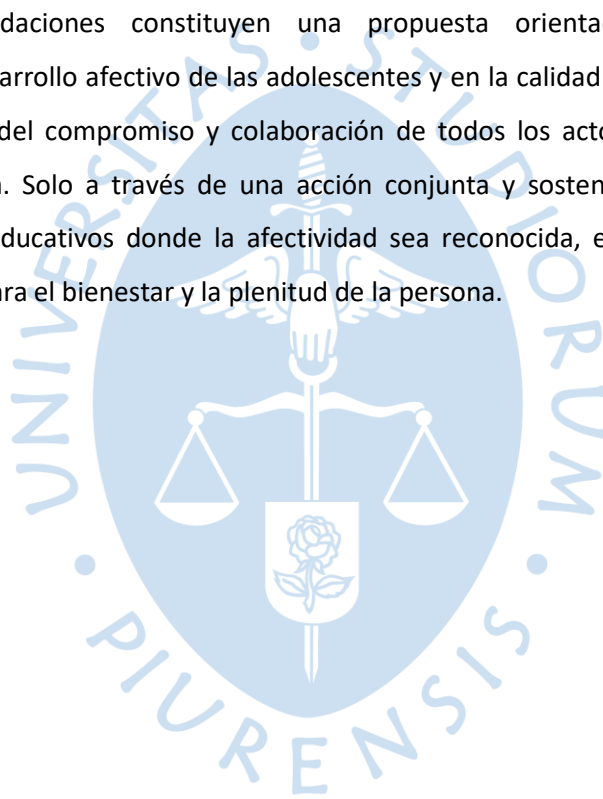 daciones constituyen una propuesta orienta
arrollo afectivo de las adolescentes y en la calidad
del compromiso y colaboración de todos los acto
. Solo a través de una acción conjunta y sosten
ducativos donde la afectividad sea reconocida, e
ra el bienestar y la plenitud de la persona.
UNIVERSITAS • STUDIORUM • PIURENSIS